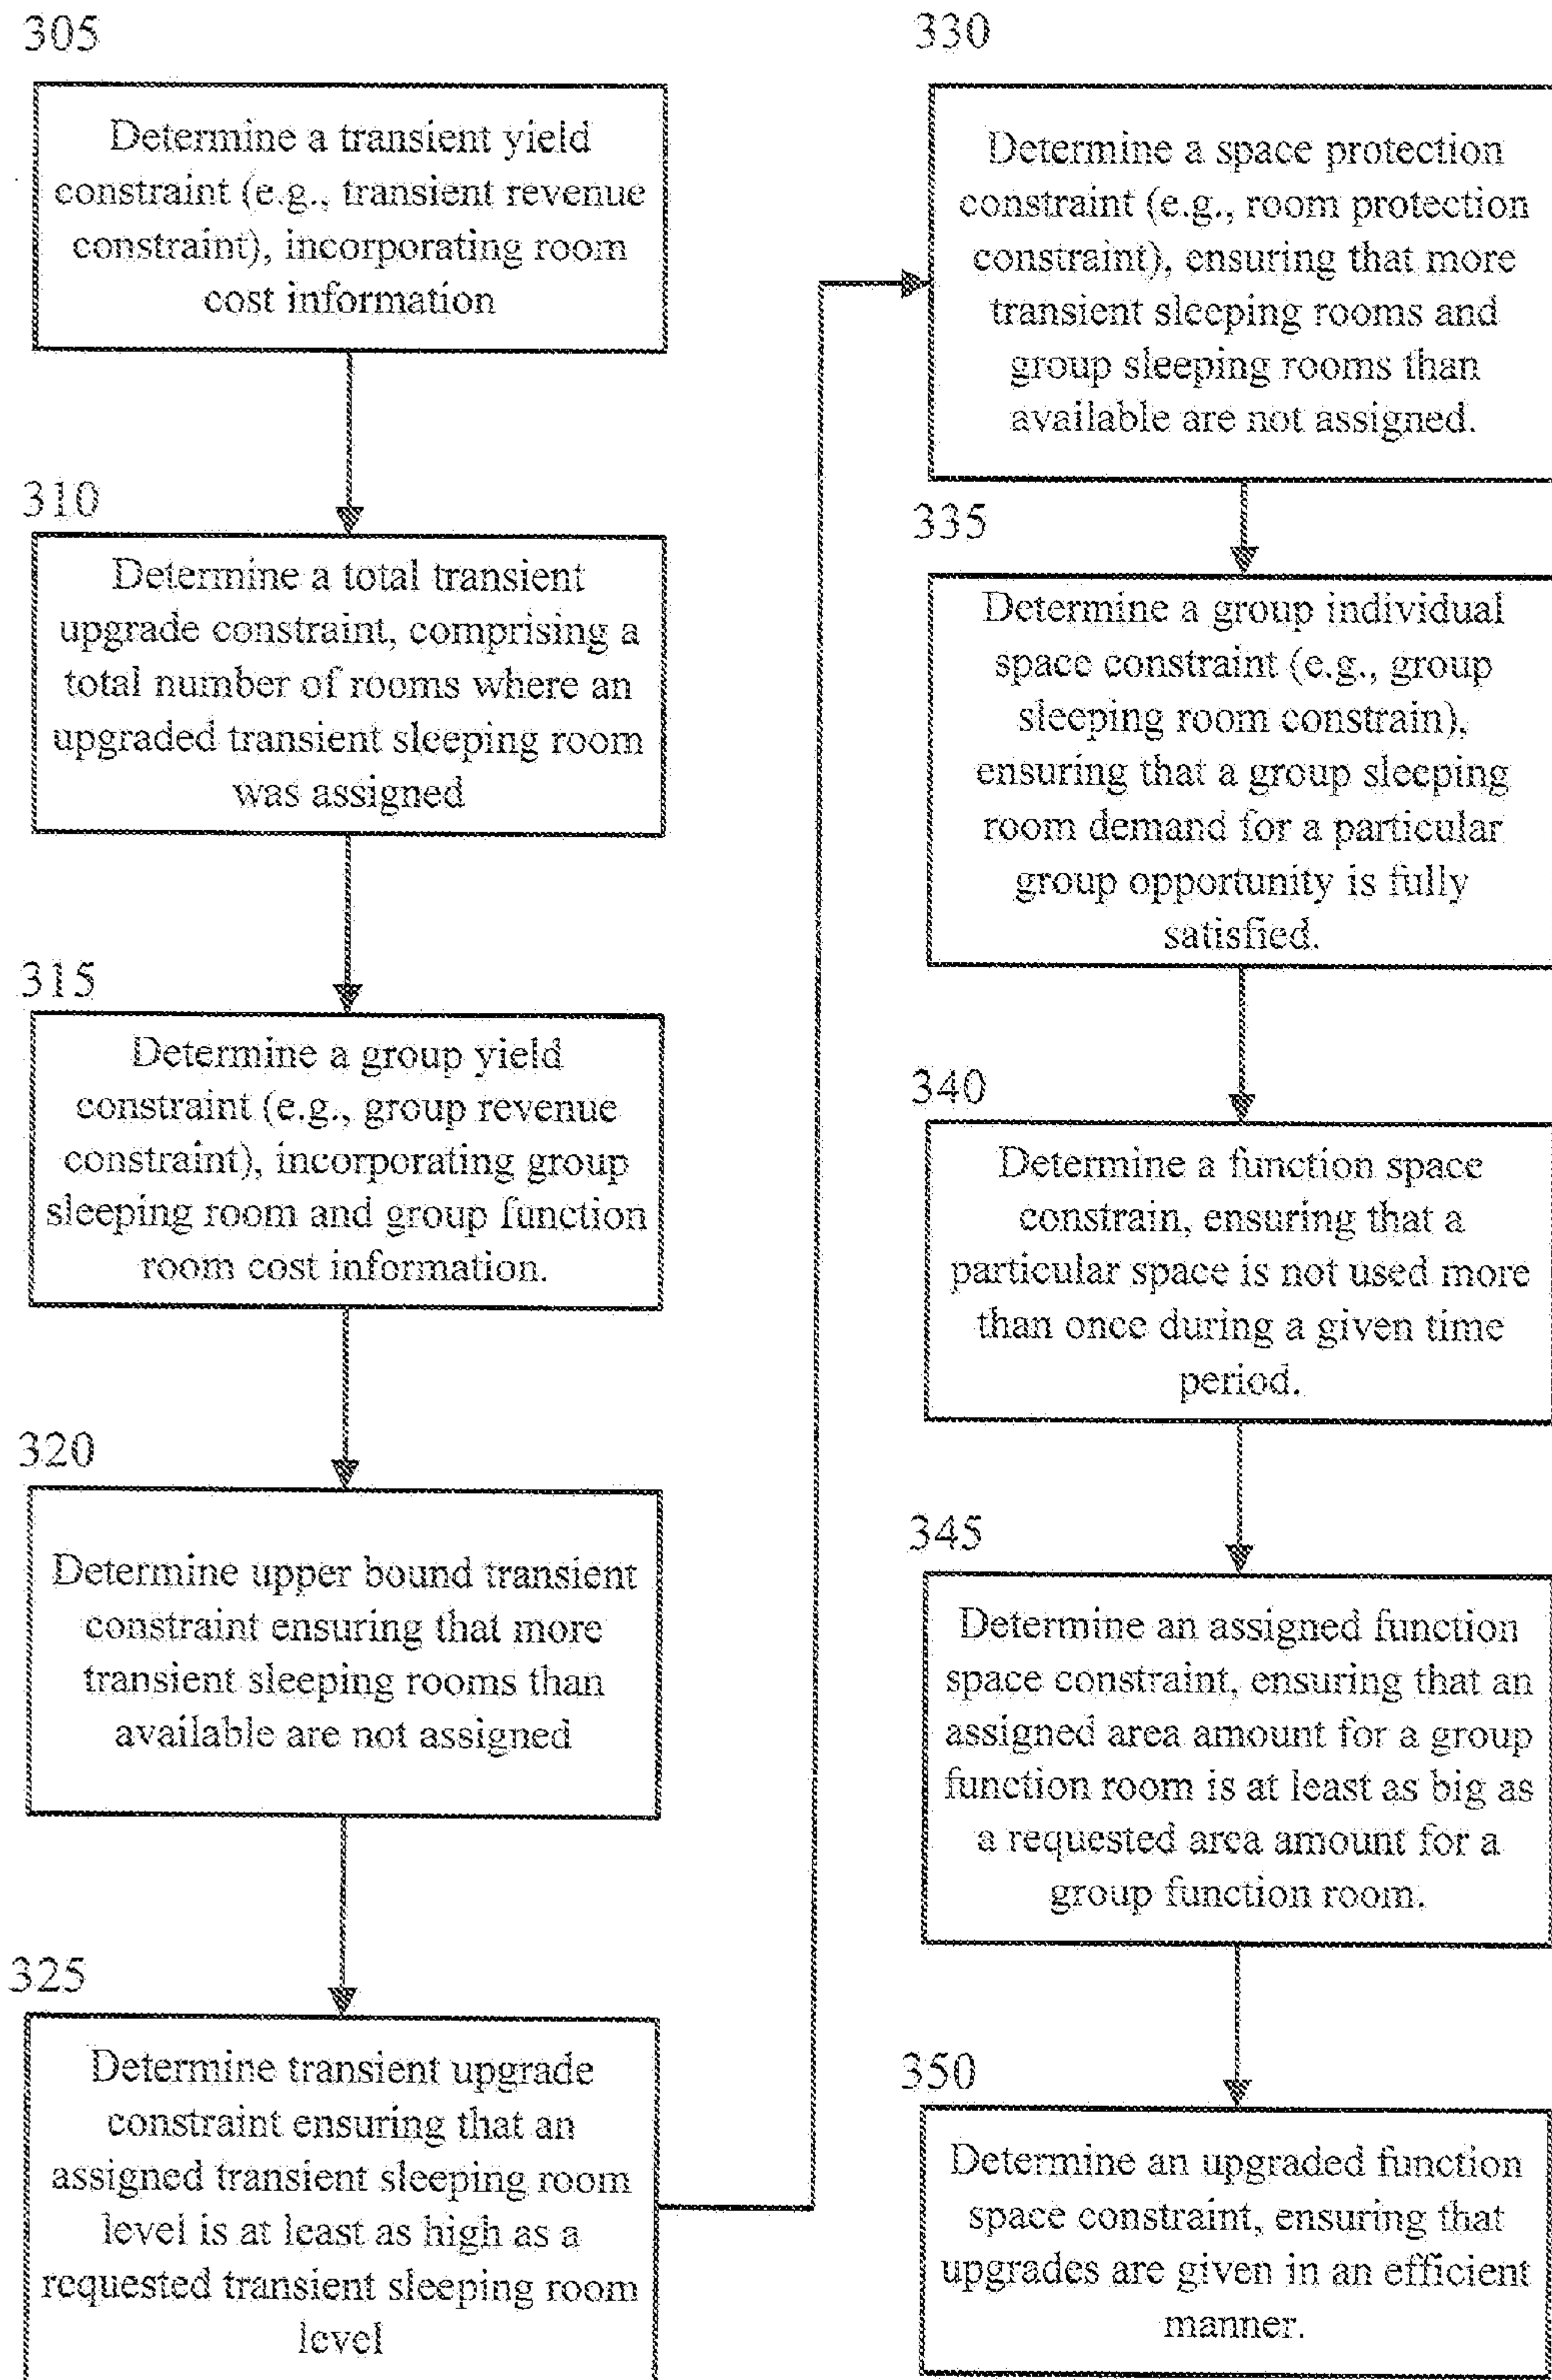 305
Determine a transient yield
constraint (e.g., transient revenue
constraint), incorporating room
cost information
310
Determine a total transient
upgrade constraint, comprising a
total number of rooms where an
upgraded transient sleeping room
was assigned
315
Determine a group yield
constraint (e.g., group revenue
constraint), incorporating group
sleeping room and group function
room cost information.
320
Determine upper bound transient
constraint ensuring that more
transient sleeping rooms than
available are not assigned
325
Determine transient upgrade
constraint ensuring that an
assigned transient sleeping room
level is at least as high as a
requested transient sleeping room
level
330
Determine a space protection
constraint (e.g., room protection
constraint), ensuring that more
transient sleeping rooms and
group sleeping rooms than
available are not assigned.
335
Determine a group individual
space constraint (e.g., group
sleeping room constrain),
ensuring that a group sleeping
room demand for a particular
group opportunity is fully
satisfied.
340
Determine a function space
constrain, ensuring that a
particular space is not used more
than once during a given time
period.
345
Determine an assigned function
space constraint, ensuring that an
assigned area amount for a group
function room is at least as big as
a requested area amount for a
group function room.
350
Determine an upgraded function
space constraint, ensuring that
upgrades are given in an efficient
manner.